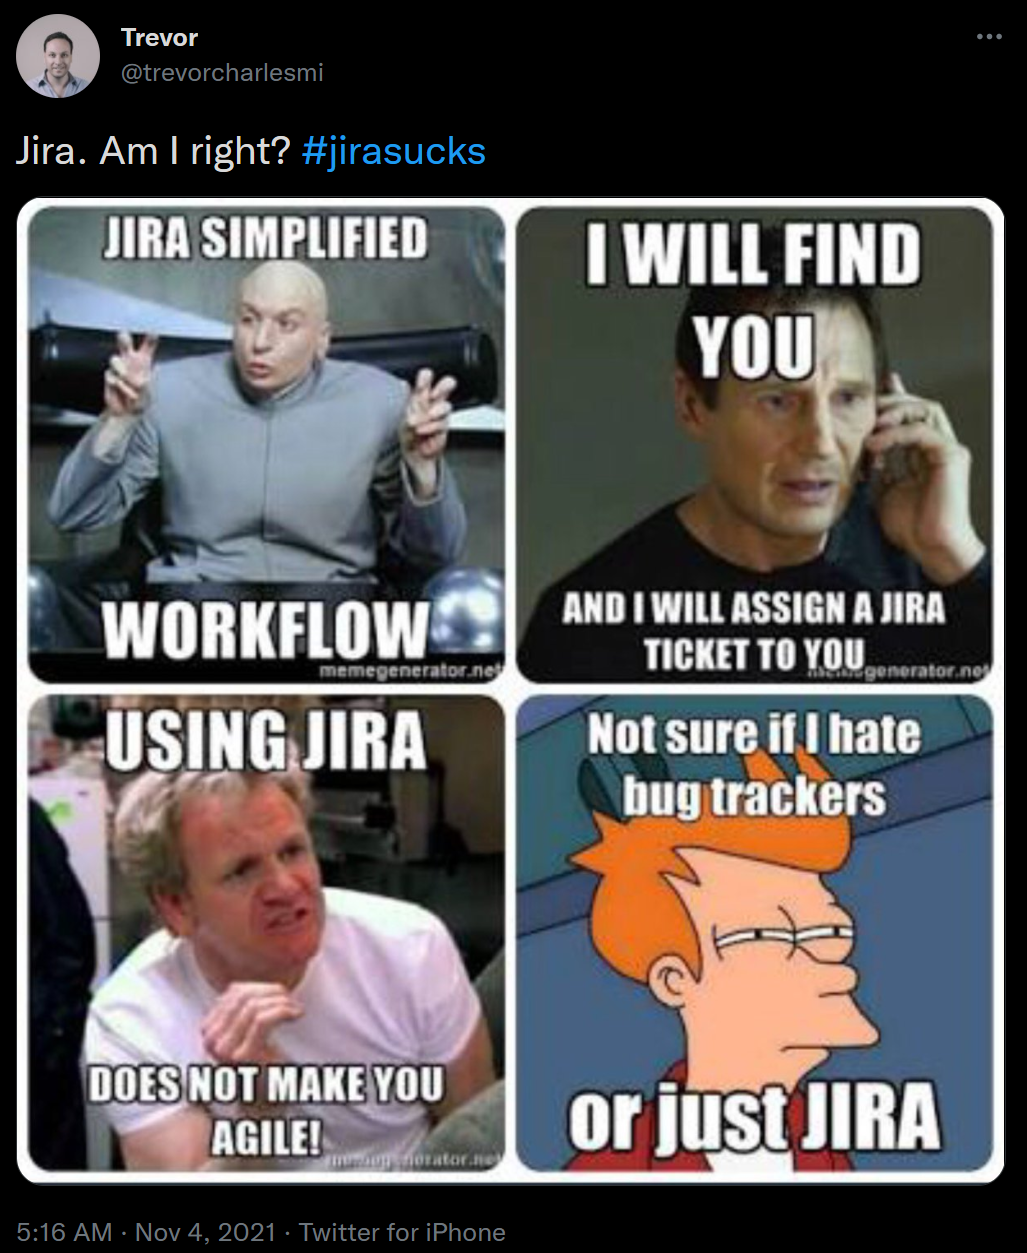 Trevor
@trevorcharlesmi
Jira. Am I right? #jirasucks
JIRA SIMPLIFIED
WORKFLOW
memegenerator.net
I WILL FIND
YOU
AND I WILL ASSIGN A JIRA
TICKET TO YOU
generator.net
USING JIRA
DOES NOT MAKE YOU
AGILE!
Not sure if I hate
bug trackers
or just JIRA
5:16 AM · Nov 4, 2021 · Twitter for iPhone